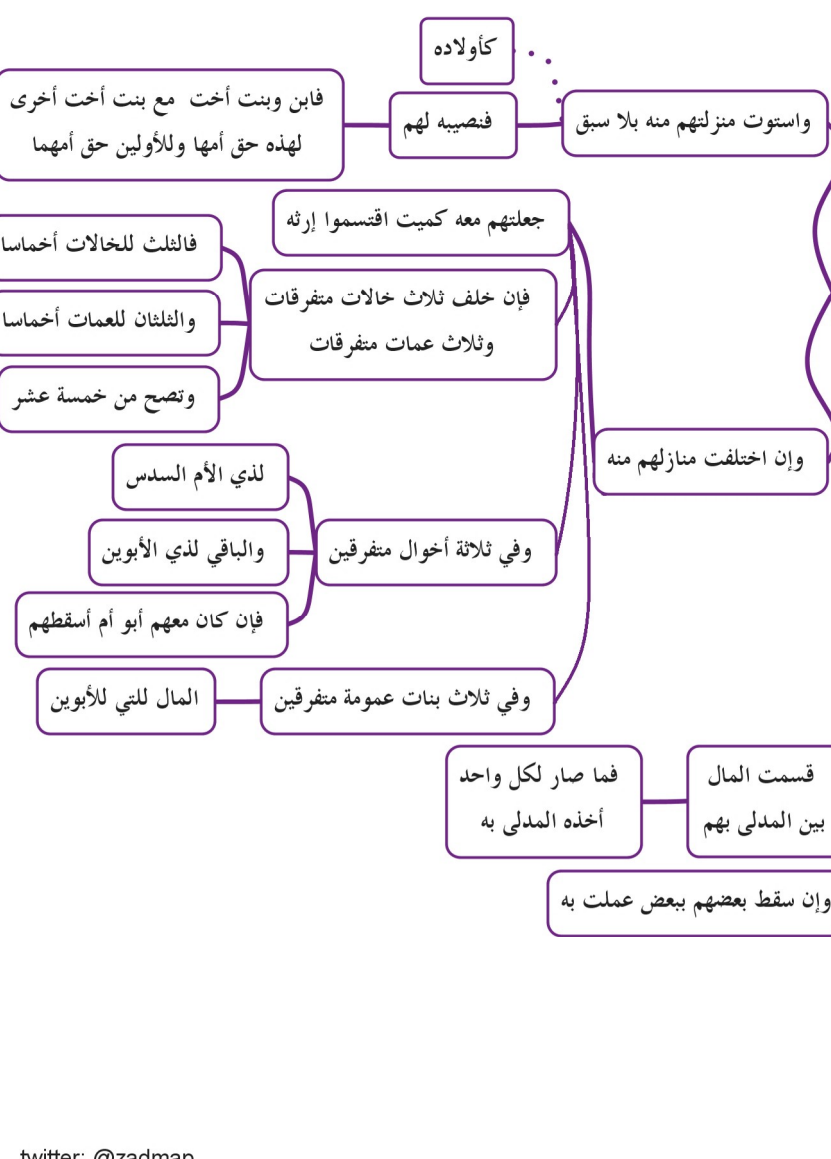 كأولاده
واستوت منزلتهم منه بلا سبق
فنصيبه لهم
فابن وبنت أخت مع بنت أخت أخرى
لهذه حق أمها وللأولين حق أمهما
وإن اختلفت منازلهم منه
جعلتهم معه كميت اقتسموا إرثه
فإن خلف ثلاث خالات متفرقات
وثلاث عمات متفرقات
فالثلث للخالات أخماسا
والثلثان للعمات أخماسا
وتصح من خمسة عشر
وفي ثلاثة أخوال متفرقين
لذي الأم السدس
والباقي لذي الأبوين
فإن كان معهم أبو أم أسقطهم
وفي ثلاث بنات عمومة متفرقين
المال للتي للأبوين
قسمت المال
بين المدلى بهم
فما صار لكل واحد
أخذه المدلى به
وإن سقط بعضهم ببعض عملت به
twitter: @zadmap